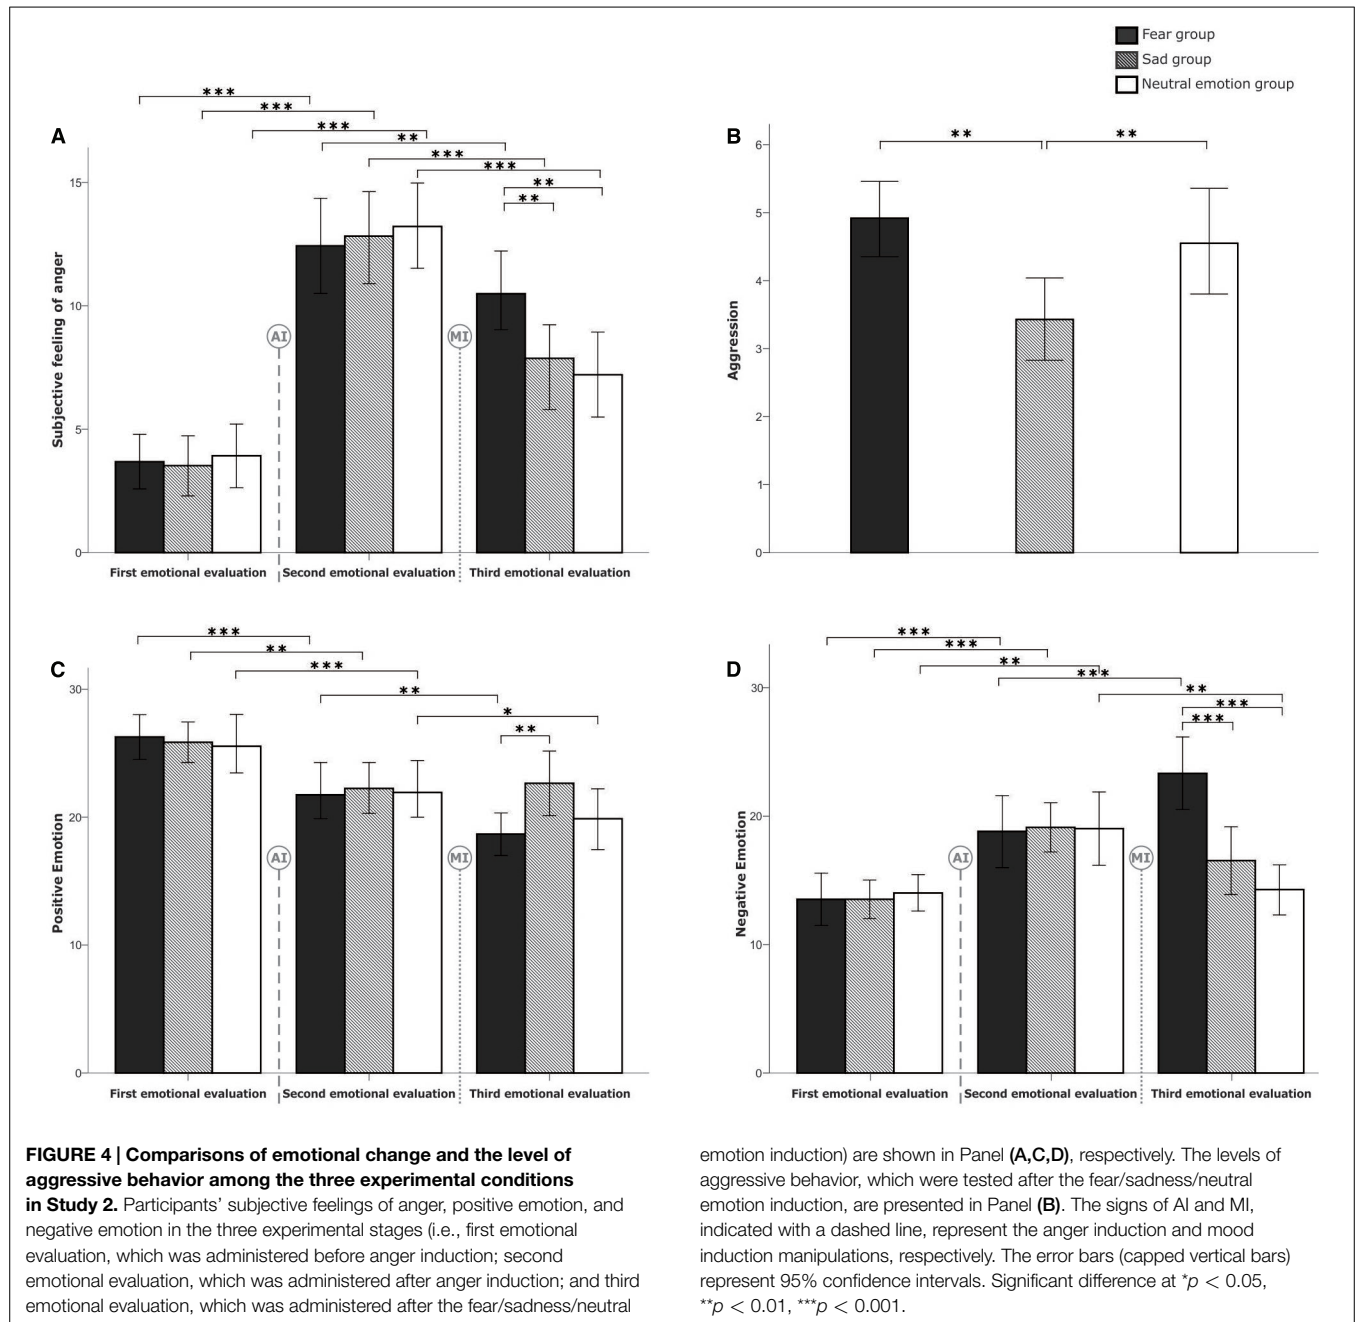 Fear group
Sad group
Neutral emotion group
A
*** 
***
***
**
***
***
**
**
Subjective feeling of anger
15
10
5
0
AI
MI
First emotional evaluation
Second emotional evaluation
Third emotional evaluation
B
**
**
Aggression
6
5
4
3
2
1
0
C
***
**
***
**
*
**
Positive Emotion
30
20
10
0
AI
MI
First emotional evaluation
Second emotional evaluation
Third emotional evaluation
D
***
***
**
***
**
***
***
Negative Emotion
30
20
10
0
AI
MI
First emotional evaluation
Second emotional evaluation
Third emotional evaluation
FIGURE 4 | Comparisons of emotional change and the level of
aggressive behavior among the three experimental conditions
in Study 2. Participants’ subjective feelings of anger, positive emotion, and
negative emotion in the three experimental stages (i.e., first emotional
evaluation, which was administered before anger induction; second
emotional evaluation, which was administered after anger induction; and third
emotional evaluation, which was administered after the fear/sadness/neutral
emotion induction) are shown in Panel (A,C,D), respectively. The levels of
aggressive behavior, which were tested after the fear/sadness/neutral
emotion induction, are presented in Panel (B). The signs of AI and MI,
indicated with a dashed line, represent the anger induction and mood
induction manipulations, respectively. The error bars (capped vertical bars)
represent 95% confidence intervals. Significant difference at *p < 0.05,
**p < 0.01, ***p < 0.001.